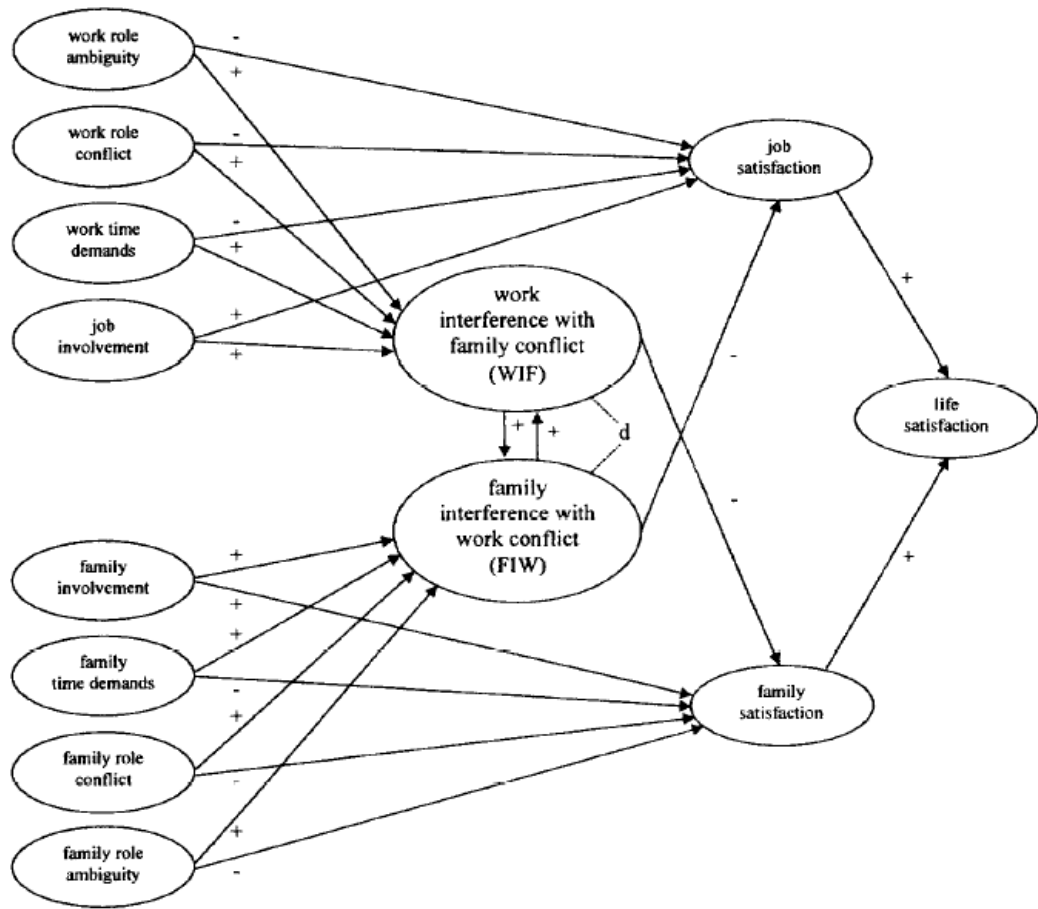 work role
ambiguity
-
+
work role
conflict
-
+
job
satisfaction
work time
demands
-
+
job
involvement
+
+
work
interference with
family conflict
(WIF)
+
-
life
satisfaction
+
+
d
family
interference with
work conflict
(FIW)
-
+
family
involvement
+
+
family
time demands
+
-
family
satisfaction
family role
conflict
+
-
family role
ambiguity
+
-